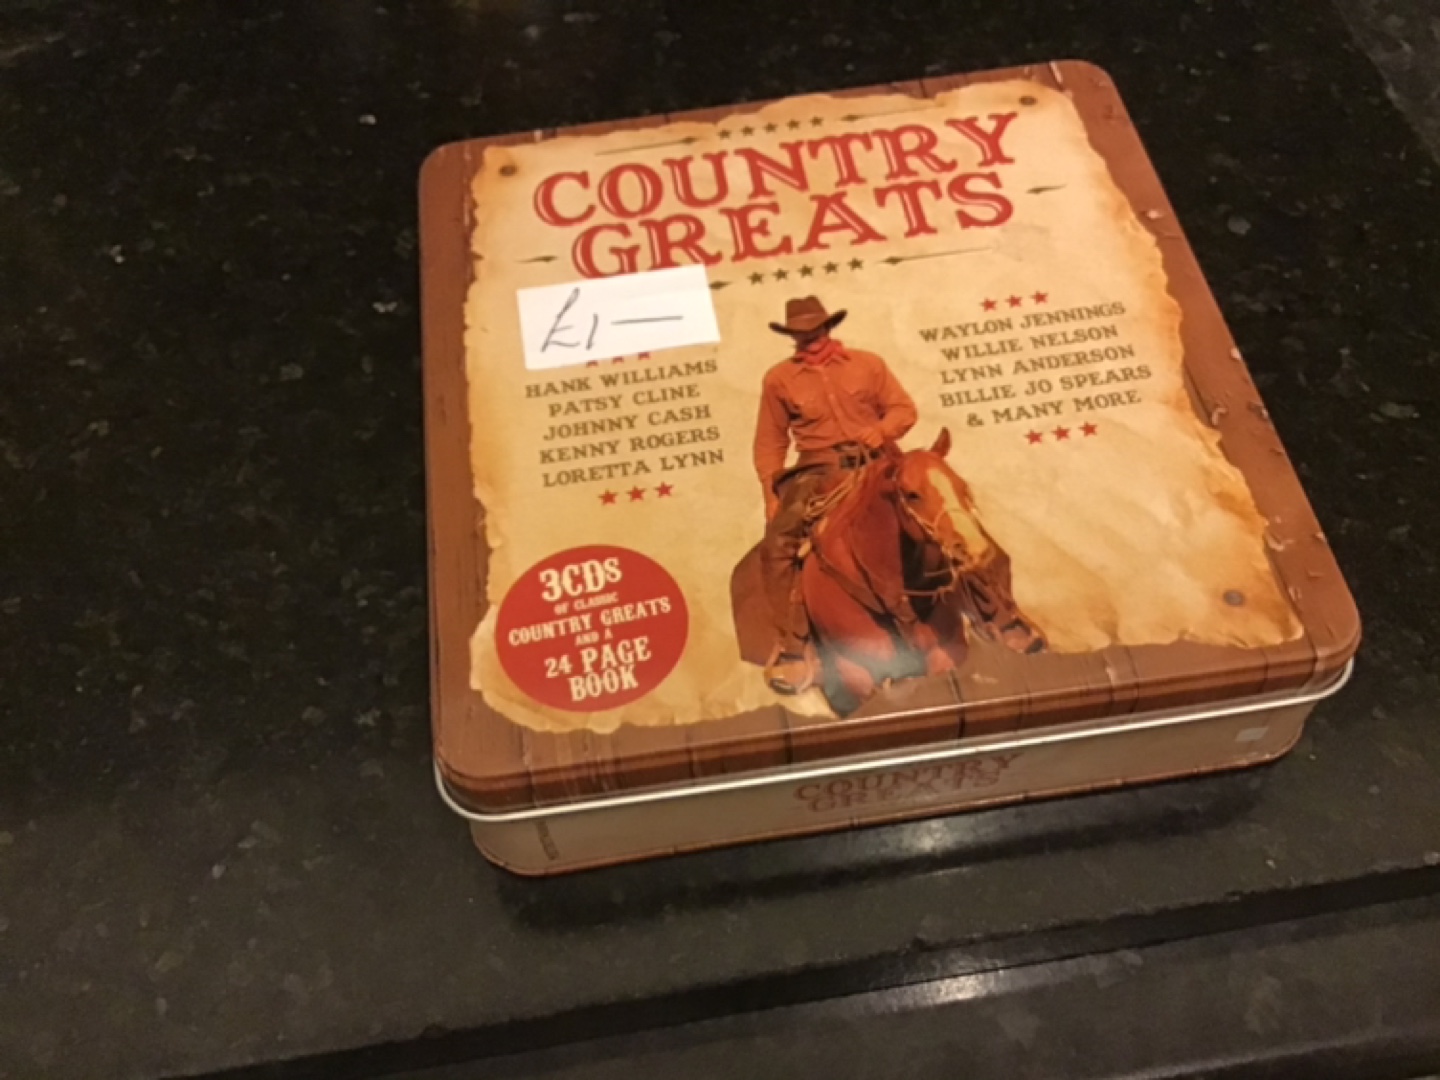 COUNTRY
GREATS
£1—
HANK WILLIAMS
PATSY CLINE
JOHNNY CASH
KENNY ROGERS
LORETTA LYNN
WAYLON JENNINGS
WILLIE NELSON
LYNN ANDERSON
BILLIE JO SPEARS
& MANY MORE
3CDs
OF CLASSIC
COUNTRY GREATS
AND A
24 PAGE
BOOK
COUNTRY
GREATS